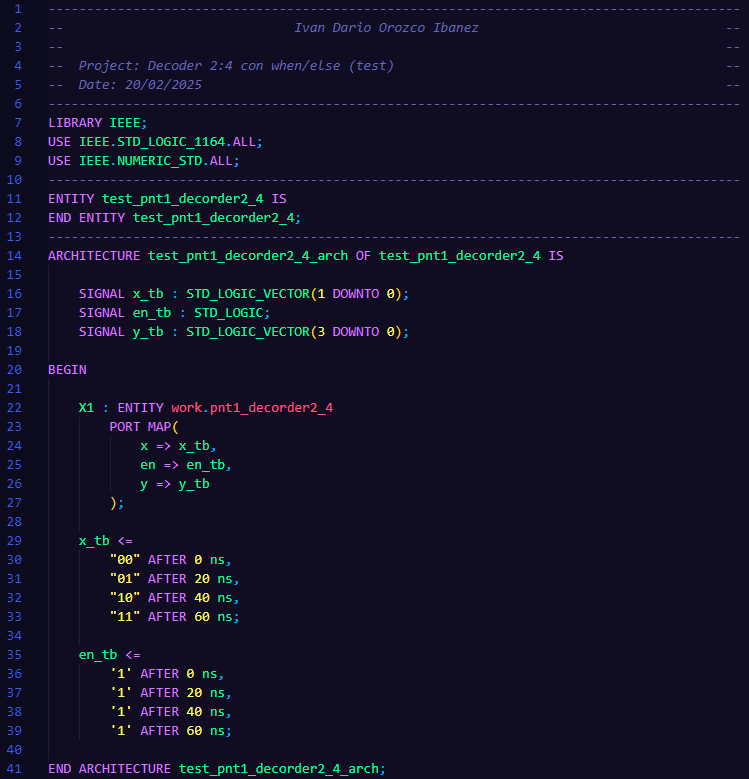 1 ------------------------------------------------------------------------------------------
2 -- Ivan Dario Orozco Ibanez --
3 -- --
4 -- Project: Decoder 2:4 con when/else (test) --
5 -- Date: 20/02/2025 --
6 ------------------------------------------------------------------------------------------
7 LIBRARY IEEE;
8 USE IEEE.STD_LOGIC_1164.ALL;
9 USE IEEE.NUMERIC_STD.ALL;
10 ------------------------------------------------------------------------------------------
11 ENTITY test_pnt1_decorder2_4 IS
12 END ENTITY test_pnt1_decorder2_4;
13 ------------------------------------------------------------------------------------------
14 ARCHITECTURE test_pnt1_decorder2_4_arch OF test_pnt1_decorder2_4 IS
15
16     SIGNAL x_tb : STD_LOGIC_VECTOR(1 DOWNTO 0);
17     SIGNAL en_tb : STD_LOGIC;
18     SIGNAL y_tb : STD_LOGIC_VECTOR(3 DOWNTO 0);
19
20 BEGIN
21
22     X1 : ENTITY work.pnt1_decorder2_4
23         PORT MAP(
24             x => x_tb,
25             en => en_tb,
26             y => y_tb
27         );
28
29     x_tb <=
30         "00" AFTER 0 ns,
31         "01" AFTER 20 ns,
32         "10" AFTER 40 ns,
33         "11" AFTER 60 ns;
34
35     en_tb <=
36         '1' AFTER 0 ns,
37         '1' AFTER 20 ns,
38         '1' AFTER 40 ns,
39         '1' AFTER 60 ns;
40
41 END ARCHITECTURE test_pnt1_decorder2_4_arch;